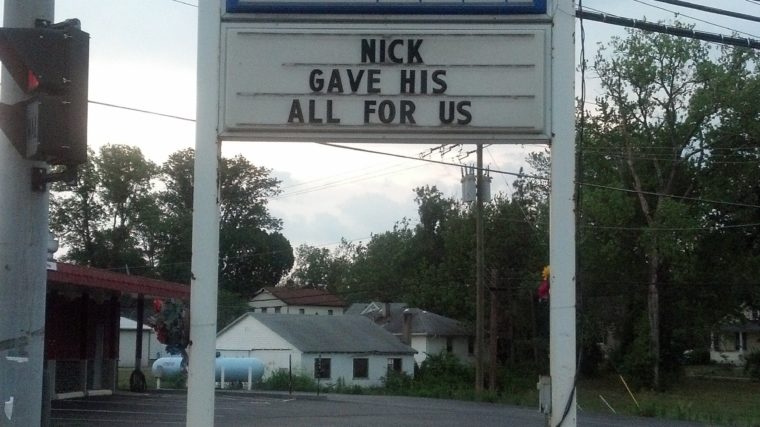 NICK
GAVE HIS
ALL FOR US